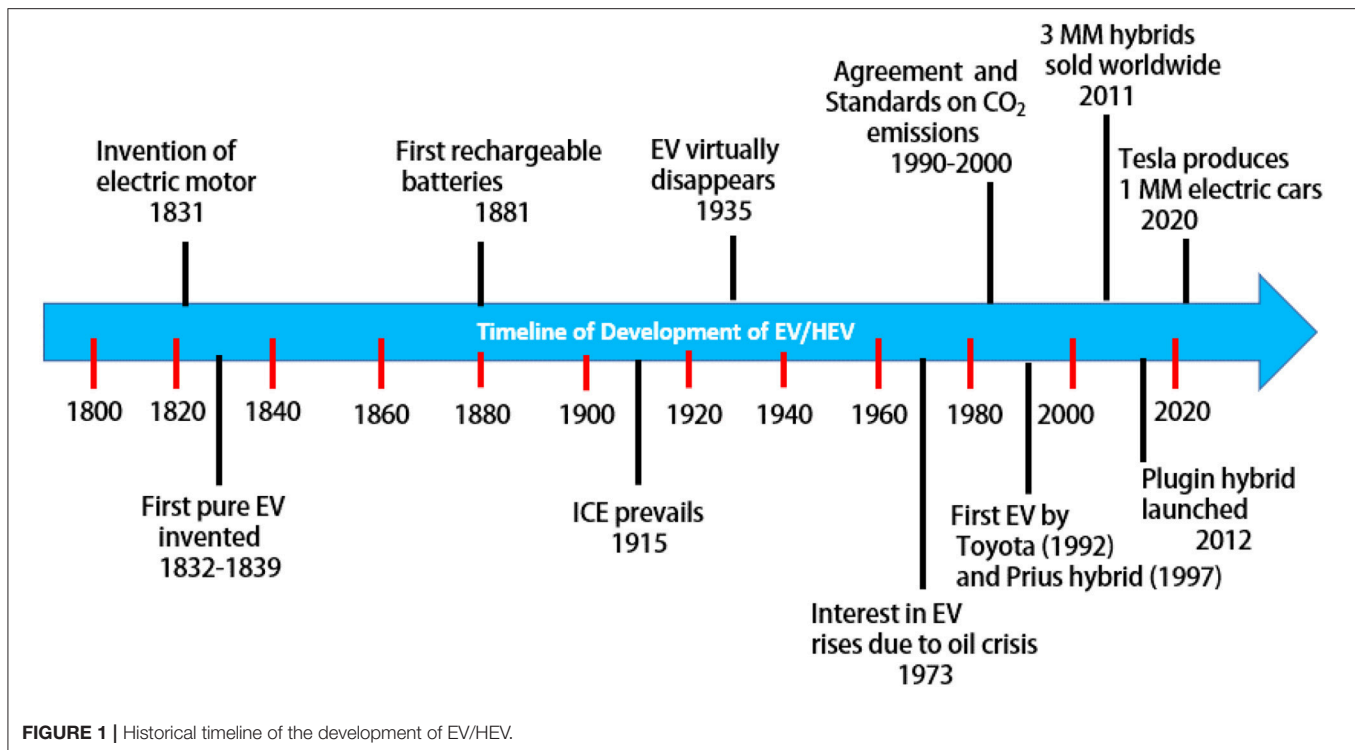 Invention of
electric motor
1831
First rechargeable
batteries
1881
EV virtually
disappears
1935
Agreement and
Standards on CO₂
emissions
1990-2000
3 MM hybrids
sold worldwide
2011
Tesla produces
1 MM electric cars
2020
Timeline of Development of EV/HEV
1800
1820
1840
1860
1880
1900
1920
1940
1960
1980
2000
2020
First pure EV
invented
1832-1839
ICE prevails
1915
Interest in EV
rises due to oil crisis
1973
First EV by
Toyota (1992)
and Prius hybrid (1997)
Plugin hybrid
launched
2012
FIGURE 1 | Historical timeline of the development of EV/HEV.